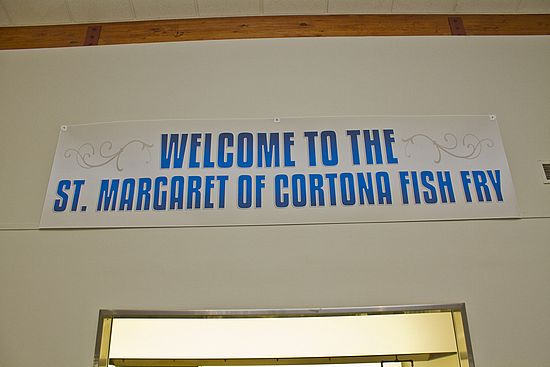 WELCOME TO THE
ST. MARGARET OF CORTONA FISH FRY